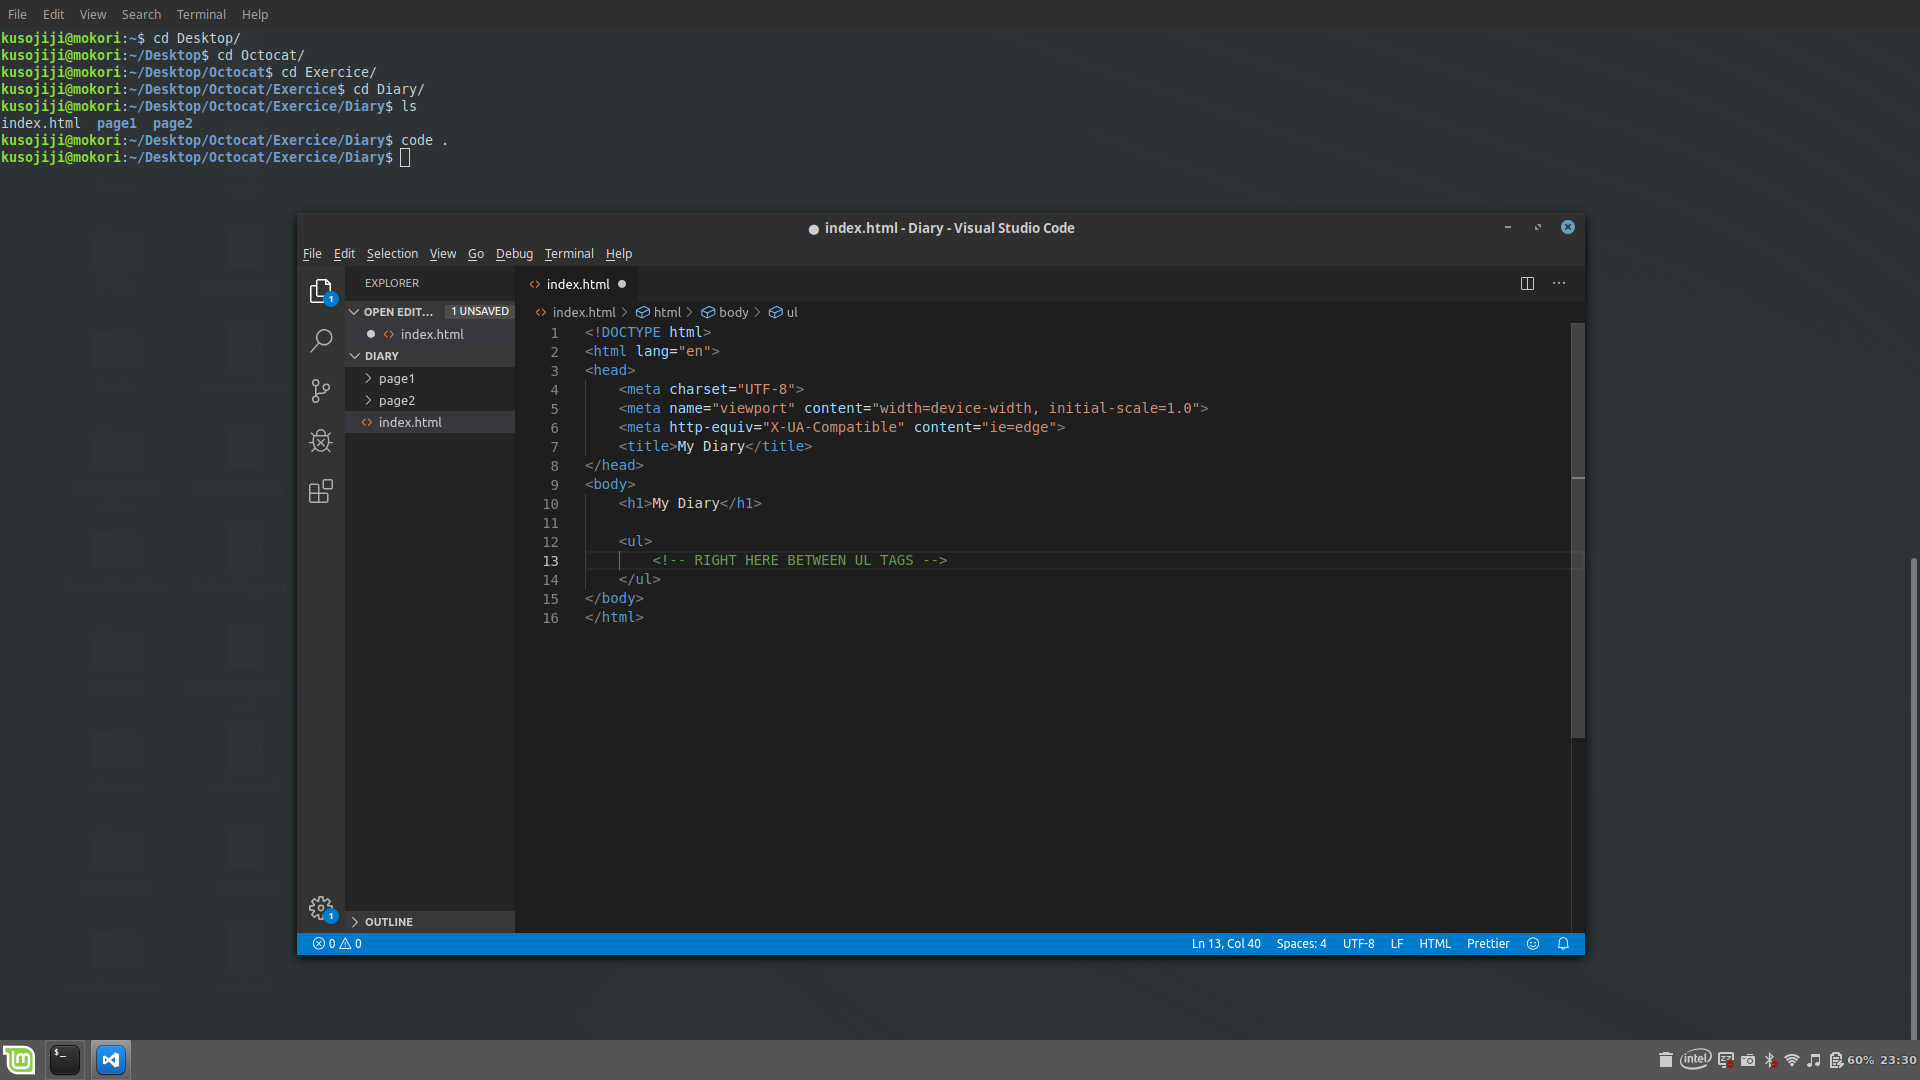 File Edit View Search Terminal Help
kusojiji@mokori:~$ cd Desktop/
kusojiji@mokori:~/Desktop$ cd Octocat/
kusojiji@mokori:~/Desktop/Octocat$ cd Exercice/
kusojiji@mokori:~/Desktop/Octocat/Exercice$ cd Diary/
kusojiji@mokori:~/Desktop/Octocat/Exercice/Diary$ ls
index.html page1 page2
kusojiji@mokori:~/Desktop/Octocat/Exercice/Diary$ code .
kusojiji@mokori:~/Desktop/Octocat/Exercice/Diary$
● index.html - Diary - Visual Studio Code
File Edit Selection View Go Debug Terminal Help
EXPLORER
OPEN EDIT... 1 UNSAVED
index.html
DIARY
page1
page2
index.html
OUTLINE
1
1
index.html ●
index.html > html > body > ul
1 <!DOCTYPE html>
2 <html lang="en">
3 <head>
4     <meta charset="UTF-8">
5     <meta name="viewport" content="width=device-width, initial-scale=1.0">
6     <meta http-equiv="X-UA-Compatible" content="ie=edge">
7     <title>My Diary</title>
8 </head>
9 <body>
10     <h1>My Diary</h1>
11
12     <ul>
13         <!-- RIGHT HERE BETWEEN UL TAGS -->
14     </ul>
15 </body>
16 </html>
0 0 Ln 13, Col 40 Spaces: 4 UTF-8 LF HTML Prettier
$_ intel 60% 23:30